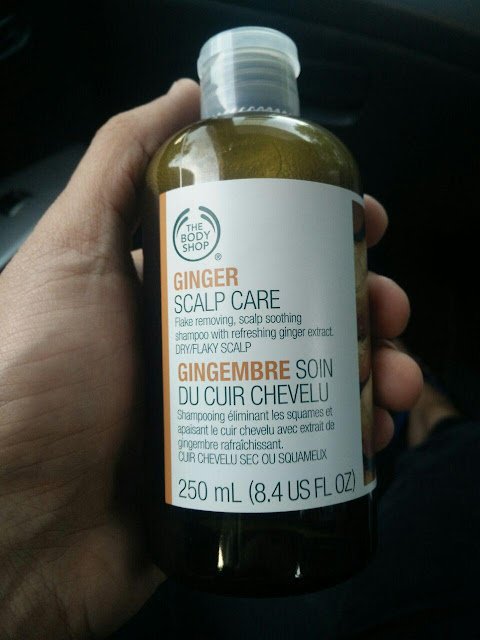 THE
BODY
SHOP
®
GINGER
SCALP CARE
Flake removing, scalp soothing
shampoo with refreshing ginger extract.
DRY/FLAKY SCALP
GINGEMBRE SOIN
DU CUIR CHEVELU
Shampooing éliminant les squames et
apaisant le cuir chevelu avec extrait de
gingembre rafraîchissant.
CUIR CHEVELU SEC OU SQUAMEUX
250 mL (8.4 US FL OZ)